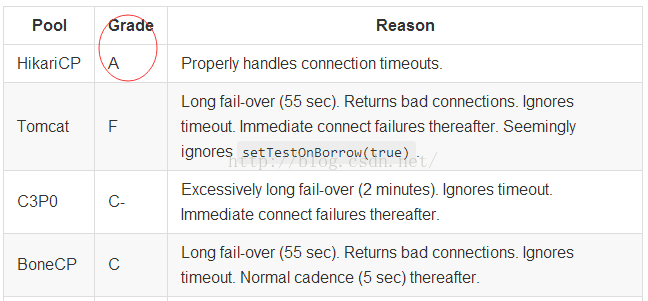 Pool Grade Reason
HikariCP A Properly handles connection timeouts.
Long fail-over (55 sec). Returns bad connections. Ignores
Tomcat F timeout. Immediate connect failures thereafter. Seemingly
ignores setTestOnBorrow(true) .
http://blog.csdn.net/
C3P0 C- Excessively long fail-over (2 minutes). Ignores timeout.
Immediate connect failures thereafter.
BoneCP C Long fail-over (55 sec). Returns bad connections. Ignores
timeout. Normal cadence (5 sec) thereafter.